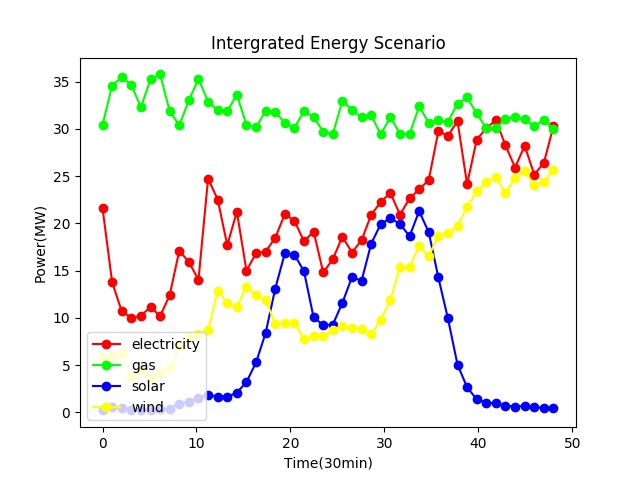 Intergrated Energy Scenario
Power(MW)
35
30
25
20
15
10
5
0
electricity
gas
solar
wind
0 10 20 30 40 50
Time(30min)